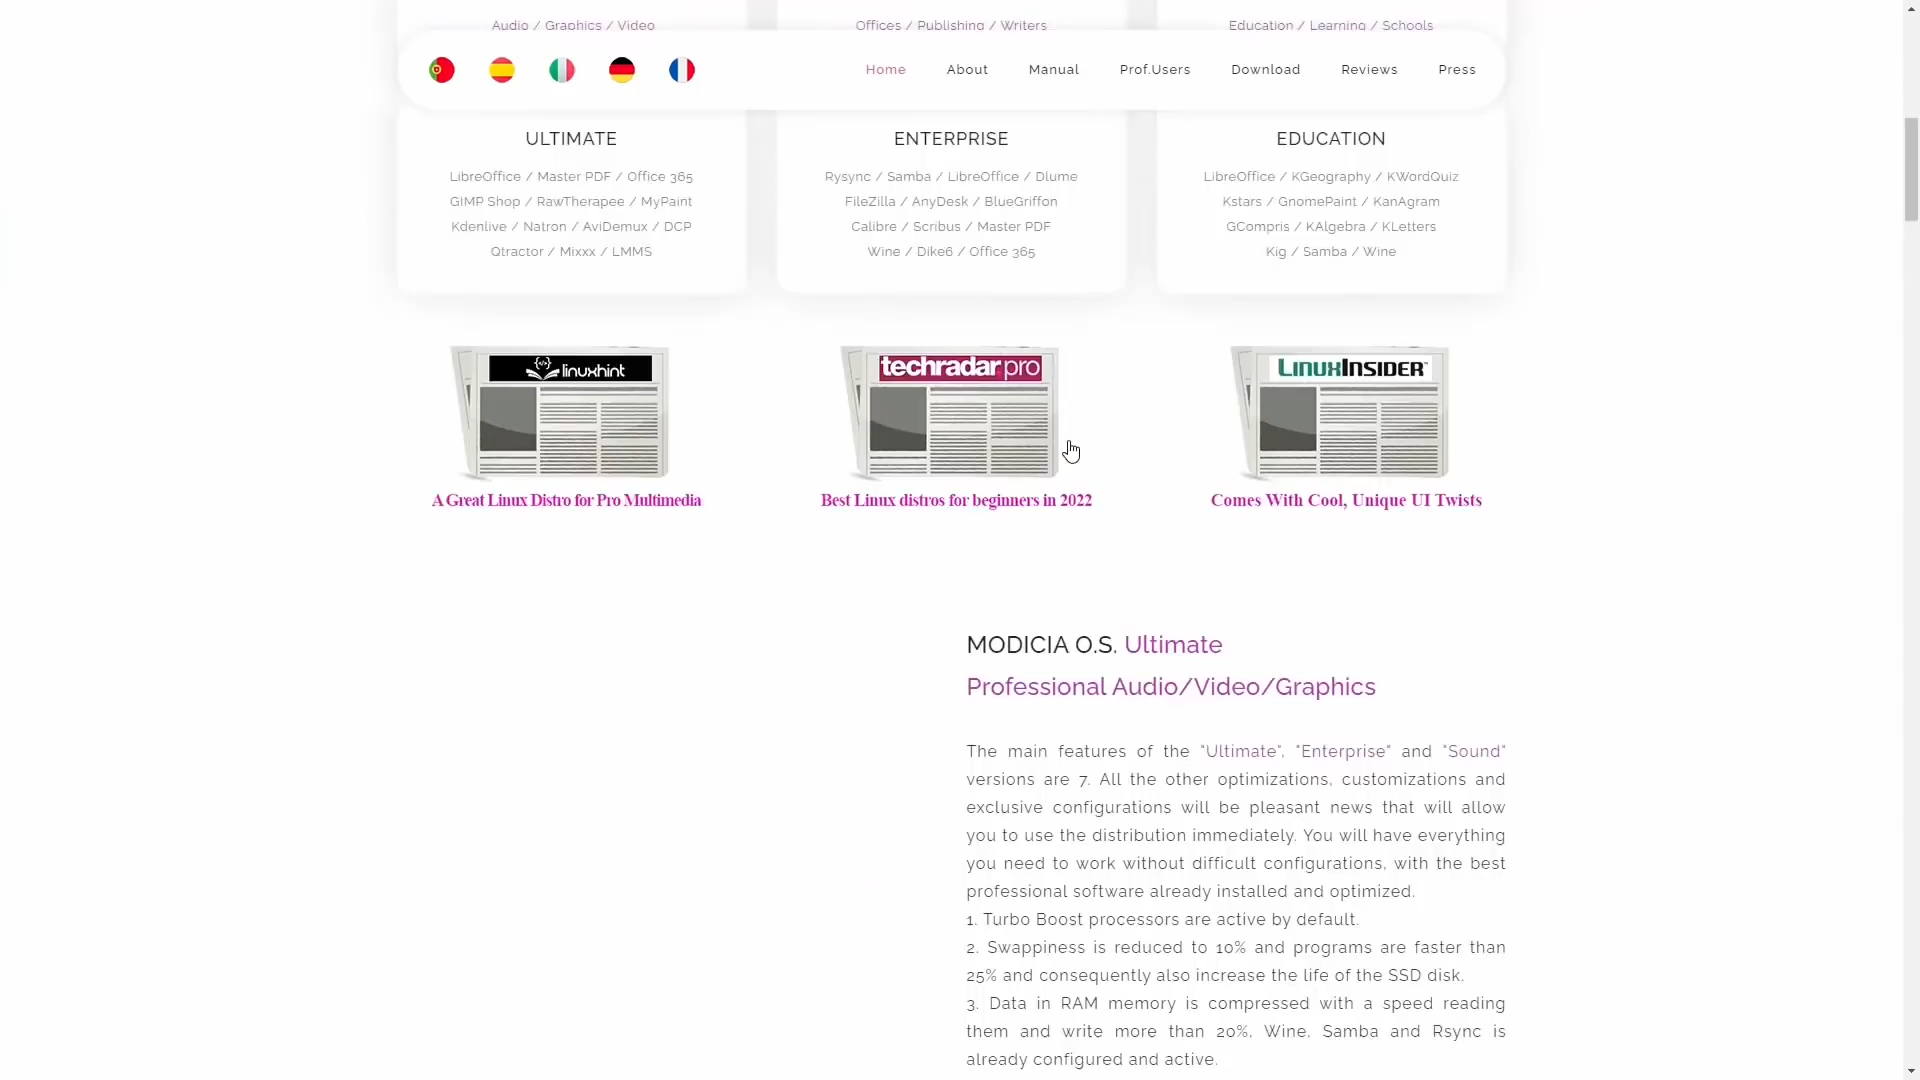 Audio / Graphics / Video
Offices / Publishing / Writers
Education / Learning / Schools
Home
About
Manual
Prof.Users
Download
Reviews
Press
ULTIMATE
LibreOffice / Master PDF / Office 365
GIMP Shop / RawTherapee / MyPaint
Kdenlive / Natron / AviDemux / DCP
Qtractor / Mixxx / LMMS
ENTERPRISE
Rysync / Samba / LibreOffice / Dlume
FileZilla / AnyDesk / BlueGriffon
Calibre / Scribus / Master PDF
Wine / Dike6 / Office 365
EDUCATION
LibreOffice / KGeography / KWordQuiz
Kstars / GnomePaint / KanAgram
GCompris / KAlgebra / KLetters
Kig / Samba / Wine
linuxhint
A Great Linux Distro for Pro Multimedia
techradar pro
Best Linux distros for beginners in 2022
LINUXINSIDER™
Comes With Cool, Unique UI Twists
MODICIA O.S. Ultimate
Professional Audio/Video/Graphics
The main features of the "Ultimate", "Enterprise" and "Sound"
versions are 7. All the other optimizations, customizations and
exclusive configurations will be pleasant news that will allow
you to use the distribution immediately. You will have everything
you need to work without difficult configurations, with the best
professional software already installed and optimized.
1. Turbo Boost processors are active by default.
2. Swappiness is reduced to 10% and programs are faster than
25% and consequently also increase the life of the SSD disk.
3. Data in RAM memory is compressed with a speed reading
them and write more than 20%, Wine, Samba and Rsync is
already configured and active.